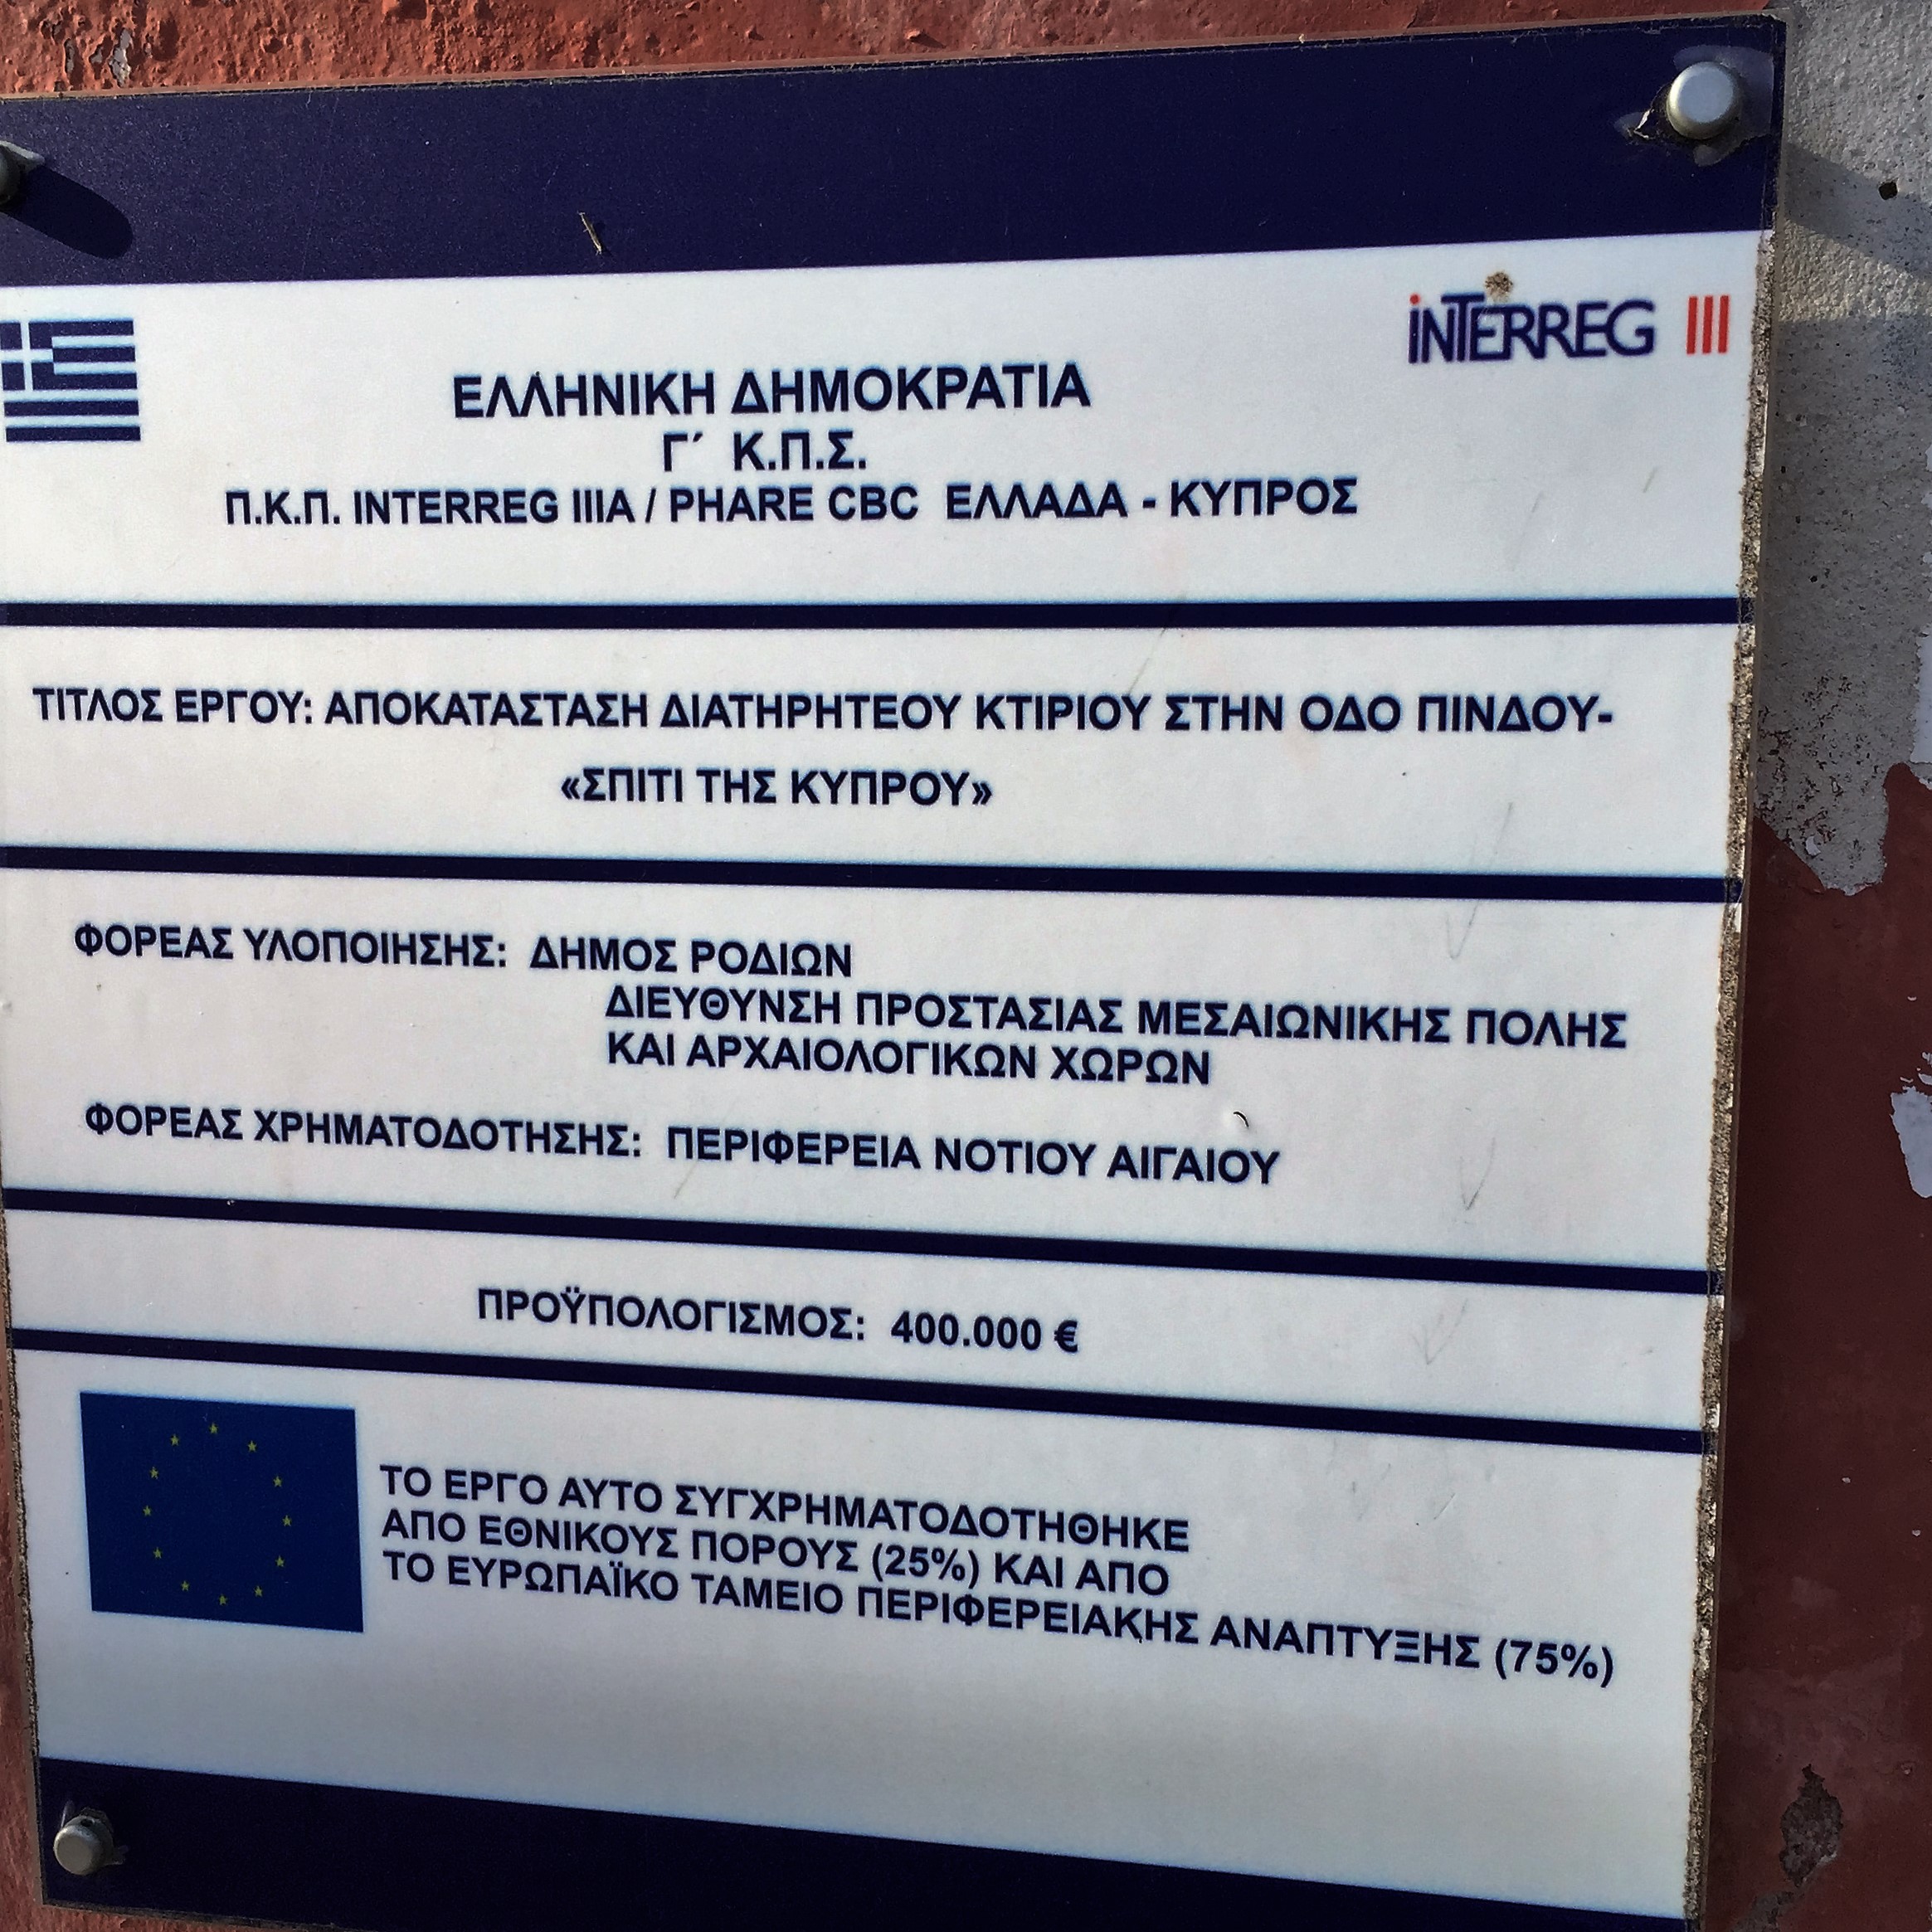 iNTERREG III
ΕΛΛΗΝΙΚΗ ΔΗΜΟΚΡΑΤΙΑ
Γ΄ Κ.Π.Σ.
Π.Κ.Π. INTERREG IIIA / PHARE CBC ΕΛΛΑΔΑ - ΚΥΠΡΟΣ
ΤΙΤΛΟΣ ΕΡΓΟΥ: ΑΠΟΚΑΤΑΣΤΑΣΗ ΔΙΑΤΗΡΗΤΕΟΥ ΚΤΙΡΙΟΥ ΣΤΗΝ ΟΔΟ ΠΙΝΔΟΥ-
«ΣΠΙΤΙ ΤΗΣ ΚΥΠΡΟΥ»
ΦΟΡΕΑΣ ΥΛΟΠΟΙΗΣΗΣ: ΔΗΜΟΣ ΡΟΔΙΩΝ
ΔΙΕΥΘΥΝΣΗ ΠΡΟΣΤΑΣΙΑΣ ΜΕΣΑΙΩΝΙΚΗΣ ΠΟΛΗΣ
ΚΑΙ ΑΡΧΑΙΟΛΟΓΙΚΩΝ ΧΩΡΩΝ
ΦΟΡΕΑΣ ΧΡΗΜΑΤΟΔΟΤΗΣΗΣ: ΠΕΡΙΦΕΡΕΙΑ ΝΟΤΙΟΥ ΑΙΓΑΙΟΥ
ΠΡΟΫΠΟΛΟΓΙΣΜΟΣ: 400.000 €
ΤΟ ΕΡΓΟ ΑΥΤΟ ΣΥΓΧΡΗΜΑΤΟΔΟΤΗΘΗΚΕ
ΑΠΟ ΕΘΝΙΚΟΥΣ ΠΟΡΟΥΣ (25%) ΚΑΙ ΑΠΟ
ΤΟ ΕΥΡΩΠΑΪΚΟ ΤΑΜΕΙΟ ΠΕΡΙΦΕΡΕΙΑΚΗΣ ΑΝΑΠΤΥΞΗΣ (75%)